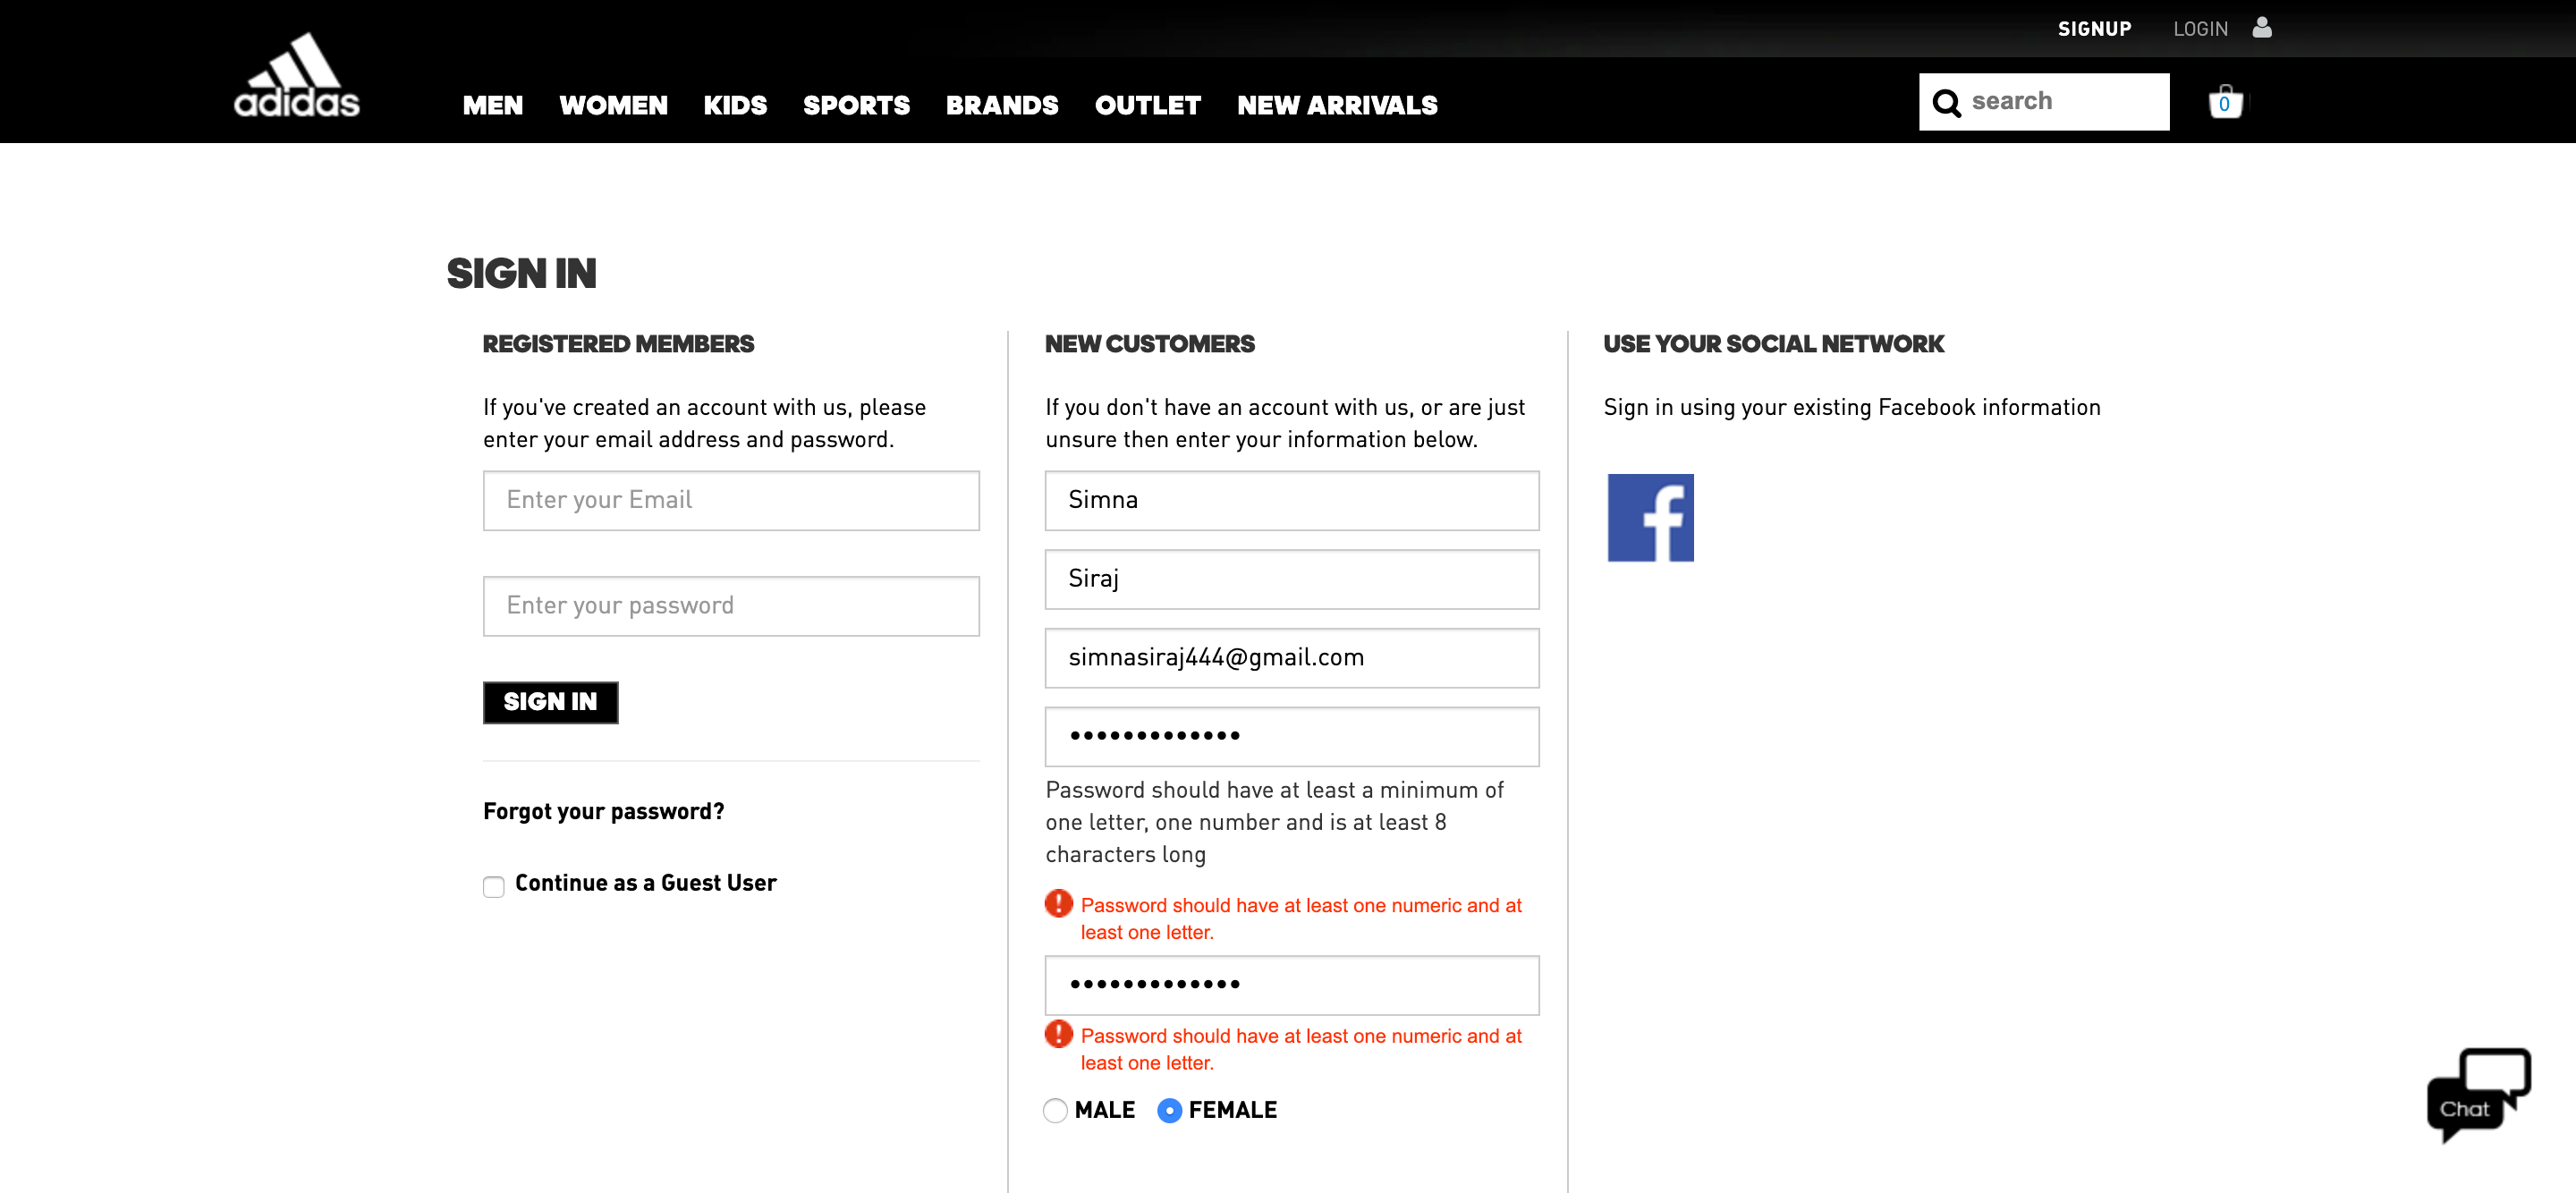 SIGNUP LOGIN
adidas
MEN WOMEN KIDS SPORTS BRANDS OUTLET NEW ARRIVALS
search
0
SIGN IN
REGISTERED MEMBERS
If you've created an account with us, please
enter your email address and password.
Enter your Email
Enter your password
SIGN IN
Forgot your password?
Continue as a Guest User
NEW CUSTOMERS
If you don't have an account with us, or are just
unsure then enter your information below.
Simna
Siraj
simnasiraj444@gmail.com
•••••••••••••
Password should have at least a minimum of
one letter, one number and is at least 8
characters long
Password should have at least one numeric and at
least one letter.
•••••••••••••
Password should have at least one numeric and at
least one letter.
MALE FEMALE
USE YOUR SOCIAL NETWORK
Sign in using your existing Facebook information
f
Chat